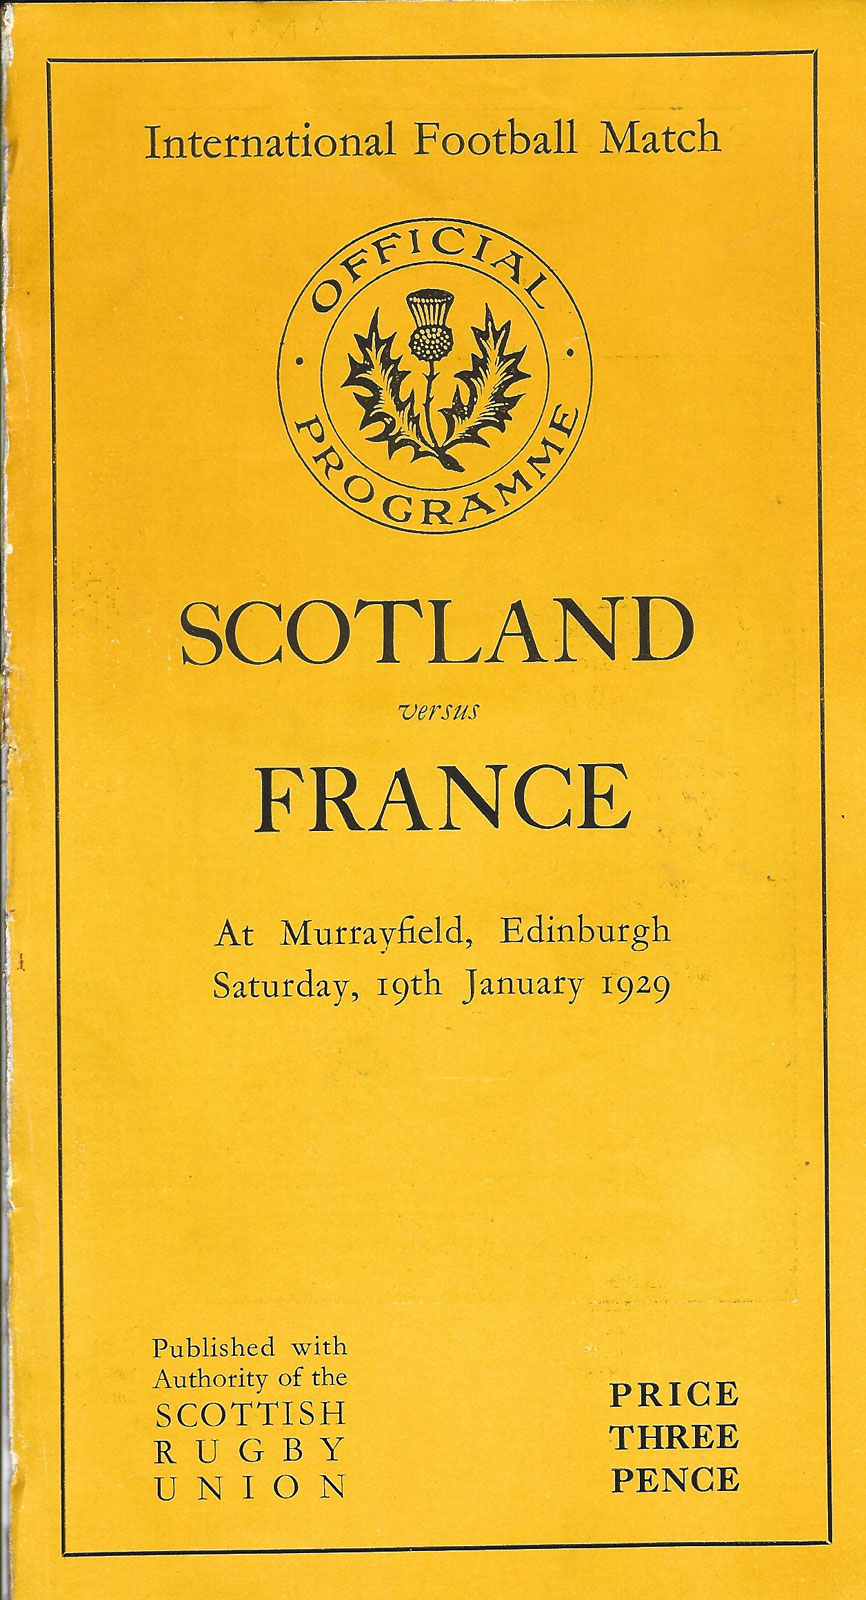 International Football Match
OFFICIAL
PROGRAMME
SCOTLAND
versus
FRANCE
At Murrayfield, Edinburgh
Saturday, 19th January 1929
Published with
Authority of the
SCOTTISH
RUGBY
UNION
PRICE
THREE
PENCE